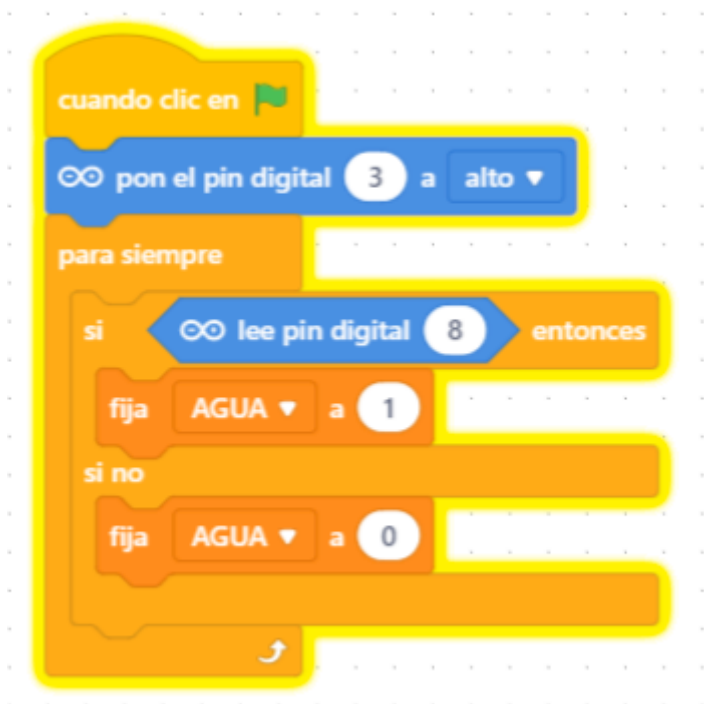 cuando clic en
pon el pin digital 3 a alto
para siempre
si lee pin digital 8 entonces
fija AGUA a 1
si no
fija AGUA a 0